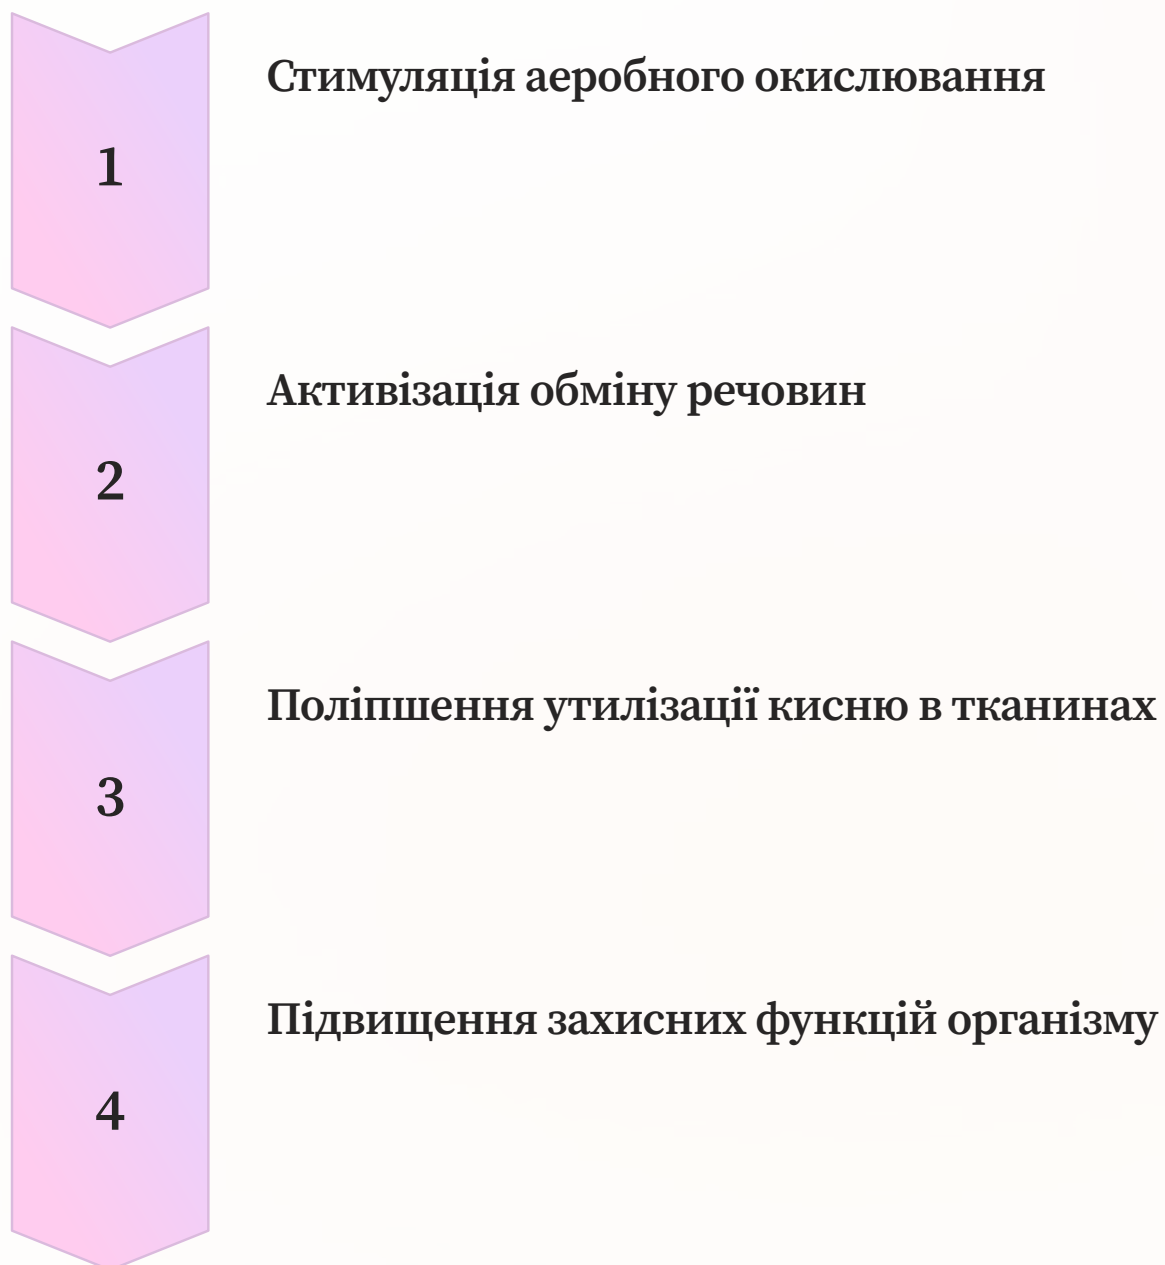 Стимуляція аеробного окислювання
1
Активізація обміну речовин
2
Поліпшення утилізації кисню в тканинах
3
Підвищення захисних функцій організму
4